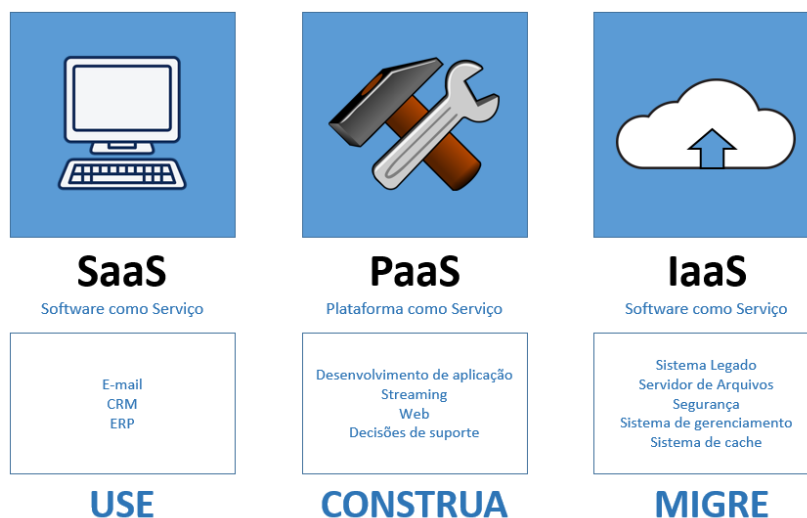 SaaS
Software como Serviço
E-mail
CRM
ERP
USE
PaaS
Plataforma como Serviço
Desenvolvimento de aplicação
Streaming
Web
Decisões de suporte
CONSTRUA
IaaS
Software como Serviço
Sistema Legado
Servidor de Arquivos
Segurança
Sistema de gerenciamento
Sistema de cache
MIGRE